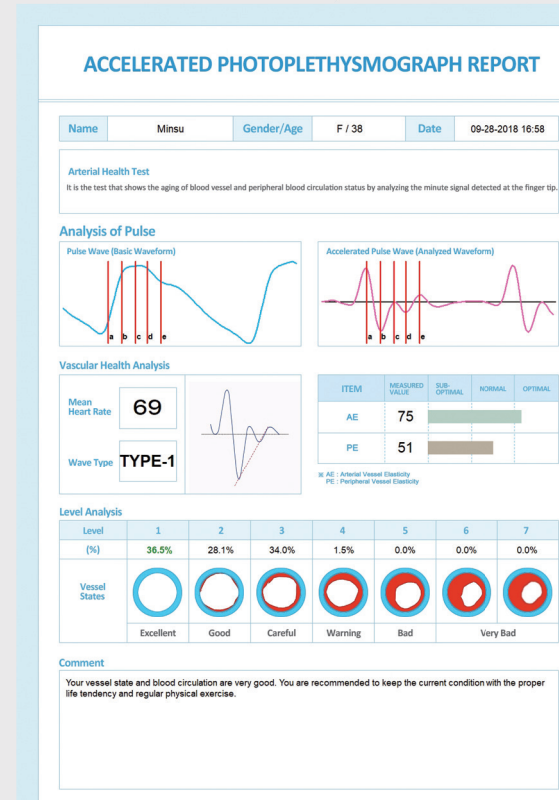 ACCELERATED PHOTOPLETHYSMOGRAPH REPORT
Name Minsu Gender/Age F / 38 Date 09-28-2018 16:58
Arterial Health Test
It is the test that shows the aging of blood vessel and peripheral blood circulation status by analyzing the minute signal detected at the finger tip.
Analysis of Pulse
Pulse Wave (Basic Waveform)
a b c d e
Accelerated Pulse Wave (Analyzed Waveform)
a b c d e
Vascular Health Analysis
Mean
Heart Rate
69
Wave Type TYPE-1
ITEM MEASURED VALUE SUB-OPTIMAL NORMAL OPTIMAL
AE 75
PE 51
※ AE : Arterial Vessel Elasticity
PE : Peripheral Vessel Elasticity
Level Analysis
Level 1 2 3 4 5 6 7
(%) 36.5% 28.1% 34.0% 1.5% 0.0% 0.0% 0.0%
Vessel
States
Excellent Good Careful Warning Bad Very Bad
Comment
Your vessel state and blood circulation are very good. You are recommended to keep the current condition with the proper
life tendency and regular physical exercise.